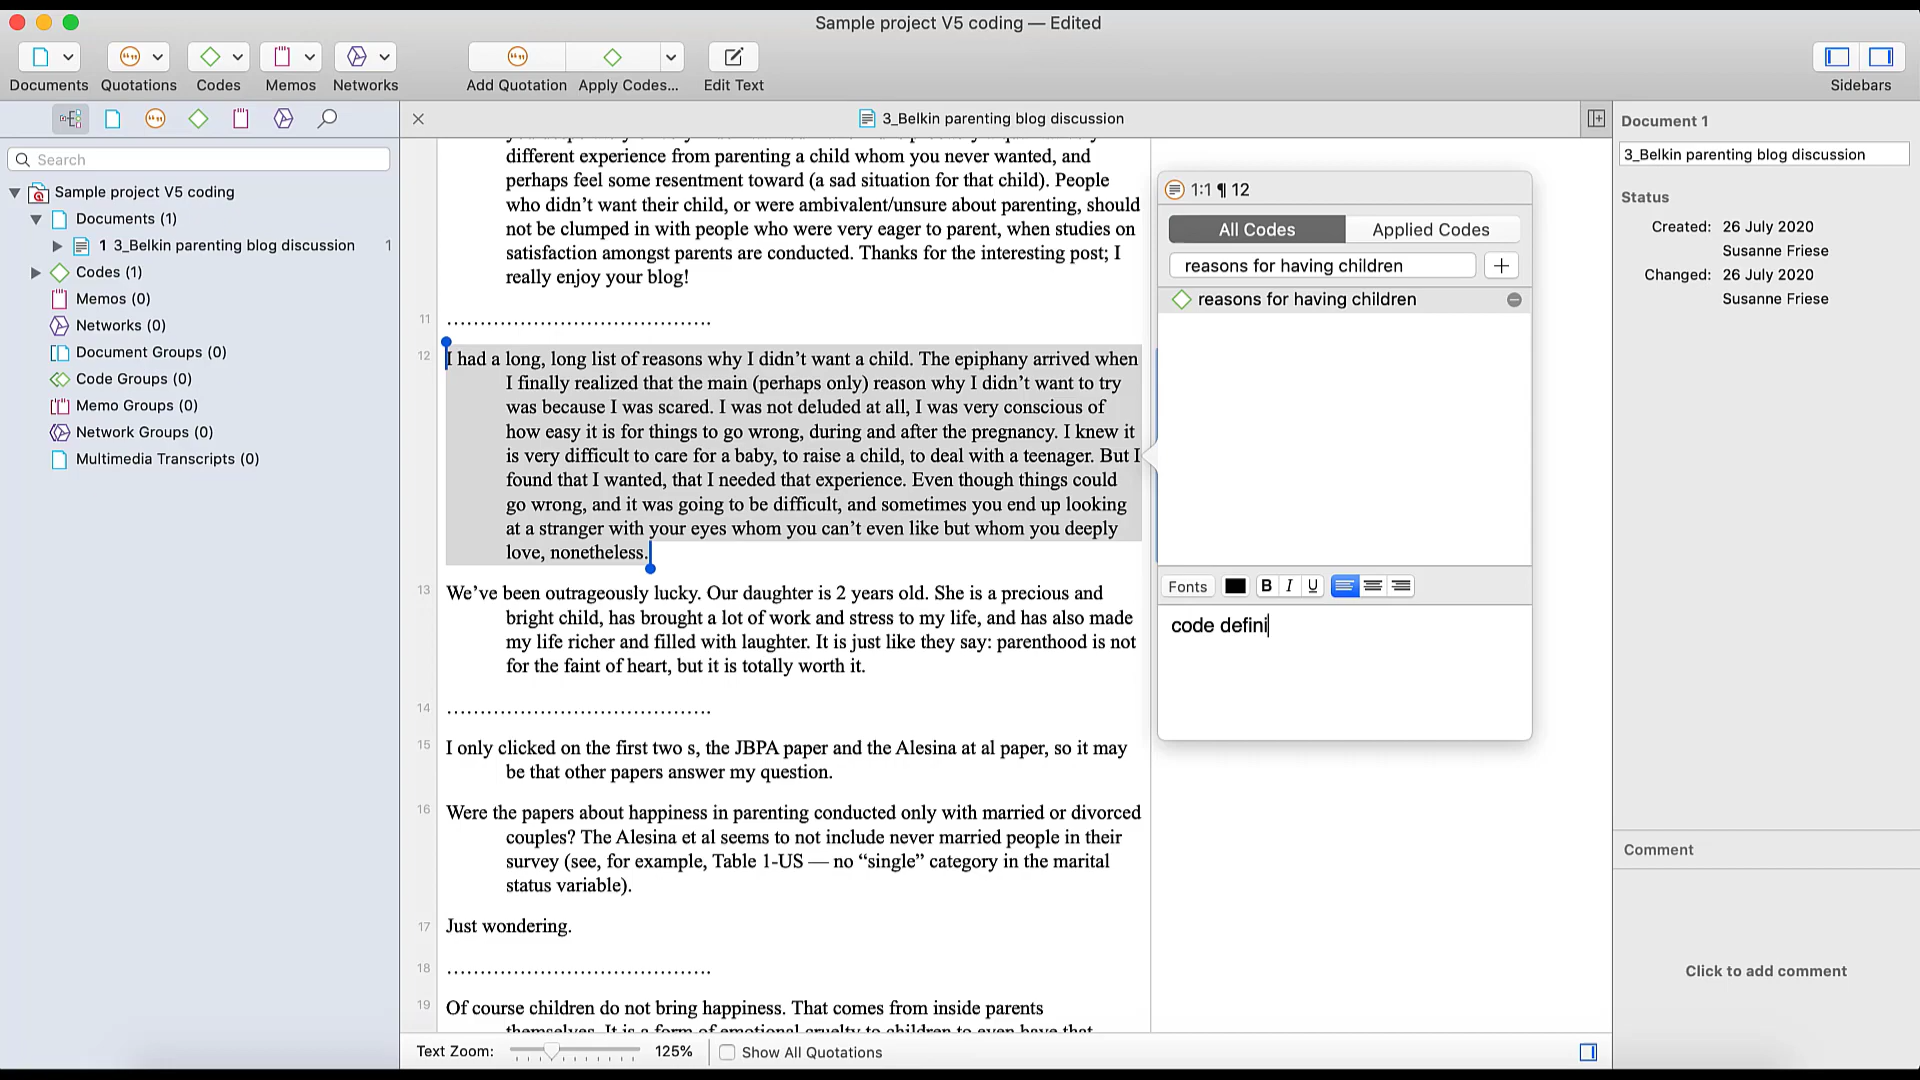 Sample project V5 coding — Edited
Documents
Quotations
Codes
Memos
Networks
Add Quotation
Apply Codes...
Edit Text
Sidebars
Search
Sample project V5 coding
Documents (1)
1 3_Belkin parenting blog discussion 1
Codes (1)
Memos (0)
Networks (0)
Document Groups (0)
Code Groups (0)
Memo Groups (0)
Network Groups (0)
Multimedia Transcripts (0)
3_Belkin parenting blog discussion
different experience from parenting a child whom you never wanted, and
perhaps feel some resentment toward (a sad situation for that child). People
who didn’t want their child, or were ambivalent/unsure about parenting, should
not be clumped in with people who were very eager to parent, when studies on
satisfaction amongst parents are conducted. Thanks for the interesting post; I
really enjoy your blog!
11 .......................................
12 I had a long, long list of reasons why I didn’t want a child. The epiphany arrived when
I finally realized that the main (perhaps only) reason why I didn’t want to try
was because I was scared. I was not deluded at all, I was very conscious of
how easy it is for things to go wrong, during and after the pregnancy. I knew it
is very difficult to care for a baby, to raise a child, to deal with a teenager. But I
found that I wanted, that I needed that experience. Even though things could
go wrong, and it was going to be difficult, and sometimes you end up looking
at a stranger with your eyes whom you can’t even like but whom you deeply
love, nonetheless.
13 We’ve been outrageously lucky. Our daughter is 2 years old. She is a precious and
bright child, has brought a lot of work and stress to my life, and has also made
my life richer and filled with laughter. It is just like they say: parenthood is not
for the faint of heart, but it is totally worth it.
14 .......................................
15 I only clicked on the first two s, the JBPA paper and the Alesina at al paper, so it may
be that other papers answer my question.
16 Were the papers about happiness in parenting conducted only with married or divorced
couples? The Alesina et al seems to not include never married people in their
survey (see, for example, Table 1-US — no “single” category in the marital
status variable).
17 Just wondering.
18 .......................................
19 Of course children do not bring happiness. That comes from inside parents
themselves. It is a form of emotional cruelty to children to even have that
Text Zoom:
125%
Show All Quotations
1:1 ¶ 12
All Codes
Applied Codes
reasons for having children
reasons for having children
Fonts
B I U
code defini
Document 1
3_Belkin parenting blog discussion
Status
Created: 26 July 2020
Susanne Friese
Changed: 26 July 2020
Susanne Friese
Comment
Click to add comment